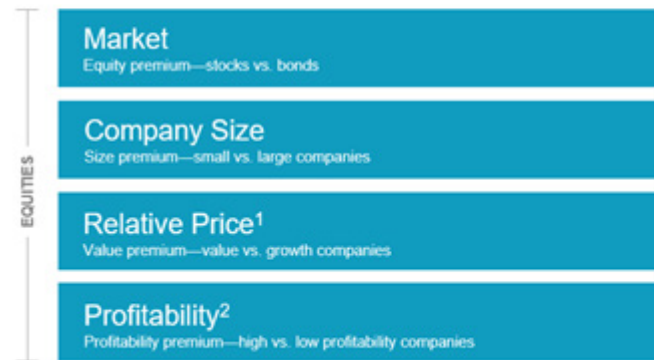 EQUITIES
Market
Equity premium—stocks vs. bonds
Company Size
Size premium—small vs. large companies
Relative Price¹
Value premium—value vs. growth companies
Profitability²
Profitability premium—high vs. low profitability companies